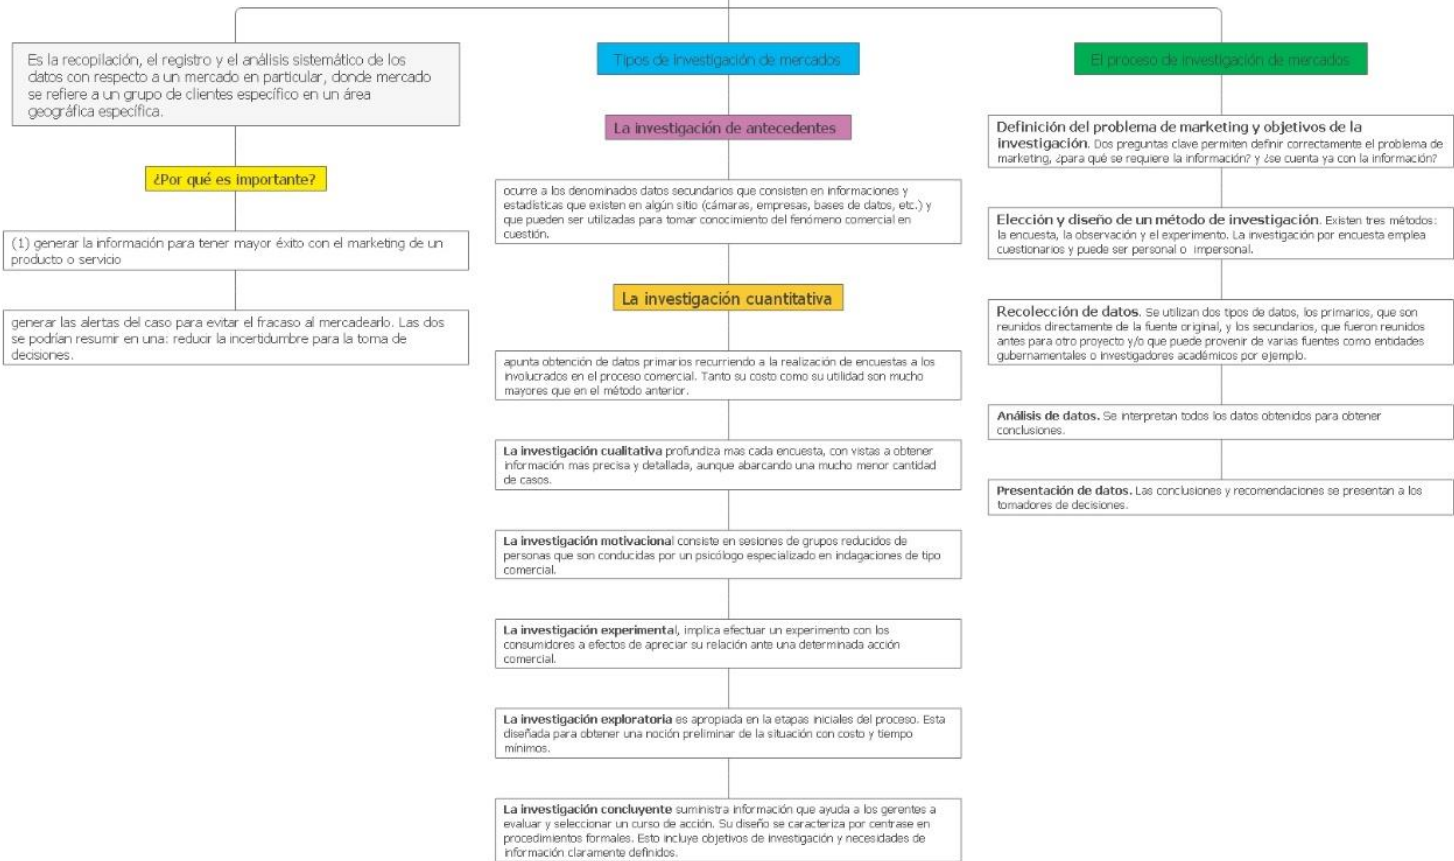 Es la recopilación, el registro y el análisis sistemático de los
datos con respecto a un mercado en particular, donde mercado
se refiere a un grupo de clientes específico en un área
geográfica específica.
¿Por qué es importante?
(1) generar la información para tener mayor éxito con el marketing de un
producto o servicio
generar las alertas del caso para evitar el fracaso al mercadearlo. Las dos
se podrían resumir en una: reducir la incertidumbre para la toma de
decisiones.
Tipos de investigación de mercados
La investigación de antecedentes
ocurre a los denominados datos secundarios que consisten en informaciones y
estadísticas que existen en algún sitio (cámaras, empresas, bases de datos, etc.) y
que pueden ser utilizadas para tomar conocimiento del fenómeno comercial en
cuestión.
La investigación cuantitativa
apunta obtención de datos primarios recurriendo a la realización de encuestas a los
involucrados en el proceso comercial. Tanto su costo como su utilidad son mucho
mayores que en el método anterior.
La investigación cualitativa profundiza mas cada encuesta, con vistas a obtener
información mas precisa y detallada, aunque abarcando una mucho menor cantidad
de casos.
La investigación motivacional consiste en sesiones de grupos reducidos de
personas que son conducidas por un psicólogo especializado en indagaciones de tipo
comercial.
La investigación experimental, implica efectuar un experimento con los
consumidores a efectos de apreciar su relación ante una determinada acción
comercial.
La investigación exploratoria es apropiada en la etapas iniciales del proceso. Esta
diseñada para obtener una noción preliminar de la situación con costo y tiempo
mínimos.
La investigación concluyente suministra información que ayuda a los gerentes a
evaluar y seleccionar un curso de acción. Su diseño se caracteriza por centrase en
procedimientos formales. Esto incluye objetivos de investigación y necesidades de
información claramente definidos.
El proceso de investigación de mercados
Definición del problema de marketing y objetivos de la
investigación. Dos preguntas clave permiten definir correctamente el problema de
marketing, ¿para qué se requiere la información? y ¿se cuenta ya con la información?
Elección y diseño de un método de investigación. Existen tres métodos:
la encuesta, la observación y el experimento. La investigación por encuesta emplea
cuestionarios y puede ser personal o impersonal.
Recolección de datos. Se utilizan dos tipos de datos, los primarios, que son
reunidos directamente de la fuente original, y los secundarios, que fueron reunidos
antes para otro proyecto y/o que puede provenir de varias fuentes como entidades
gubernamentales o investigadores académicos por ejemplo.
Análisis de datos. Se interpretan todos los datos obtenidos para obtener
conclusiones.
Presentación de datos. Las conclusiones y recomendaciones se presentan a los
tomadores de decisiones.